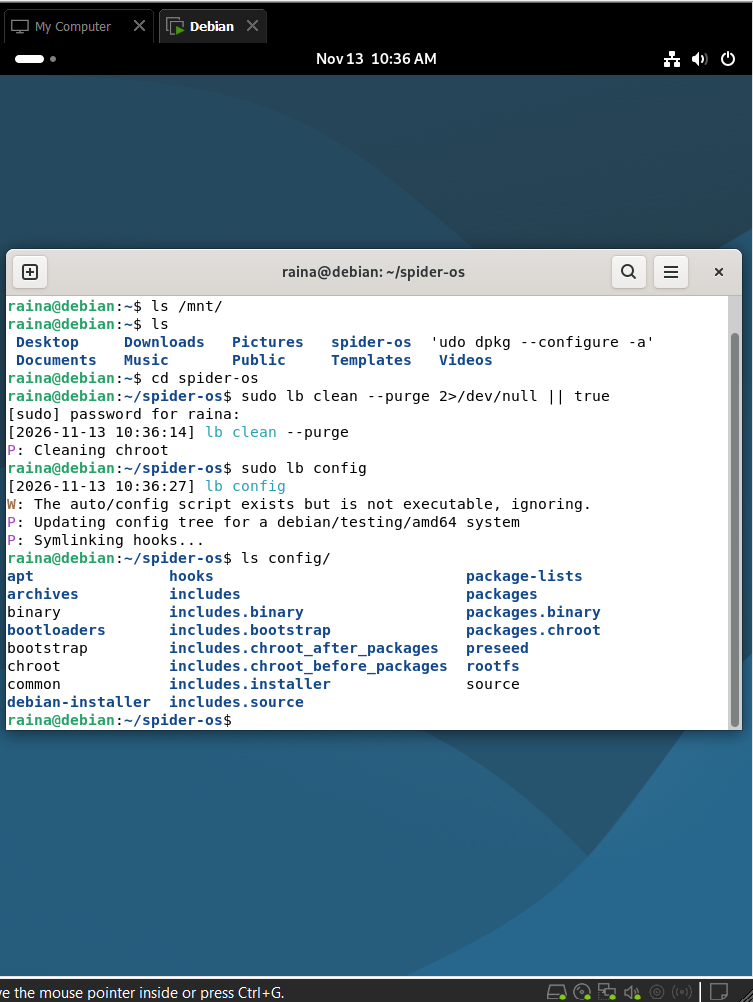 My Computer
Debian
Nov 13 10:36 AM
raina@debian: ~/spider-os
raina@debian:~$ ls /mnt/
raina@debian:~$ ls
Desktop Downloads Pictures spider-os 'udo dpkg --configure -a'
Documents Music Public Templates Videos
raina@debian:~$ cd spider-os
raina@debian:~/spider-os$ sudo lb clean --purge 2>/dev/null || true
[sudo] password for raina:
[2026-11-13 10:36:14] lb clean --purge
P: Cleaning chroot
raina@debian:~/spider-os$ sudo lb config
[2026-11-13 10:36:27] lb config
W: The auto/config script exists but is not executable, ignoring.
P: Updating config tree for a debian/testing/amd64 system
P: Symlinking hooks...
raina@debian:~/spider-os$ ls config/
apt hooks package-lists
archives includes packages
binary includes.binary packages.binary
bootloaders includes.bootstrap packages.chroot
bootstrap includes.chroot_after_packages preseed
chroot includes.chroot_before_packages rootfs
common includes.installer source
debian-installer includes.source
raina@debian:~/spider-os$
ve the mouse pointer inside or press Ctrl+G.